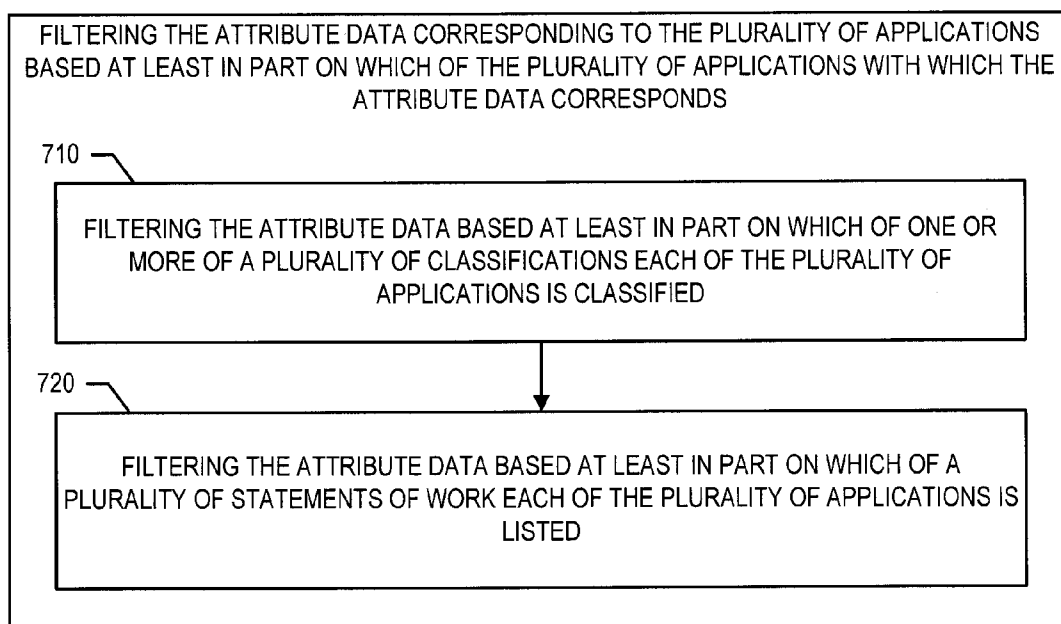 FILTERING THE ATTRIBUTE DATA CORRESPONDING TO THE PLURALITY OF APPLICATIONS
BASED AT LEAST IN PART ON WHICH OF THE PLURALITY OF APPLICATIONS WITH WHICH THE
ATTRIBUTE DATA CORRESPONDS
710
FILTERING THE ATTRIBUTE DATA BASED AT LEAST IN PART ON WHICH OF ONE OR
MORE OF A PLURALITY OF CLASSIFICATIONS EACH OF THE PLURALITY OF
APPLICATIONS IS CLASSIFIED
720
FILTERING THE ATTRIBUTE DATA BASED AT LEAST IN PART ON WHICH OF A
PLURALITY OF STATEMENTS OF WORK EACH OF THE PLURALITY OF APPLICATIONS IS
LISTED